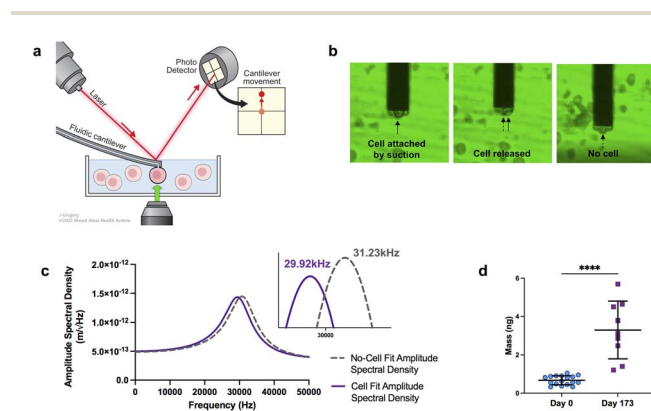 a
Photo
Detector
Cantilever
movement
Laser
Fluidic cantilever
J Gregory
©2022 Mount Sinai Health System
b
Cell attached
by suction
Cell released
No cell
c
Amplitude Spectral Density
(m/√Hz)
2.0×10⁻¹²
1.5×10⁻¹²
1.0×10⁻¹²
5.0×10⁻¹³
0.0
0
10000
20000
30000
40000
50000
Frequency (Hz)
29.92kHz
31.23kHz
30000
No-Cell Fit Amplitude
Spectral Density
Cell Fit Amplitude
Spectral Density
d
****
Mass (ng)
6
4
2
0
Day 0
Day 173